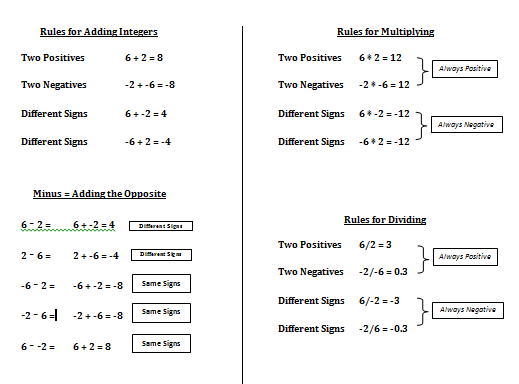 Rules for Adding Integers
Two Positives 6 + 2 = 8
Two Negatives -2 + -6 = -8
Different Signs 6 + -2 = 4
Different Signs -6 + 2 = -4
Minus = Adding the Opposite
6 – 2 = 6 + -2 = 4 Different Signs
2 – 6 = 2 + -6 = -4 Different Signs
-6 – 2 = -6 + -2 = -8 Same Signs
-2 – 6 = -2 + -6 = -8 Same Signs
6 – -2 = 6 + 2 = 8 Same Signs
Rules for Multiplying
Two Positives 6 * 2 = 12
Always Positive
Two Negatives -2 * -6 = 12
Different Signs 6 * -2 = -12
Always Negative
Different Signs -6 * 2 = -12
Rules for Dividing
Two Positives 6/2 = 3
Always Positive
Two Negatives -2/-6 = 0.3
Different Signs 6/-2 = -3
Always Negative
Different Signs -2/6 = -0.3